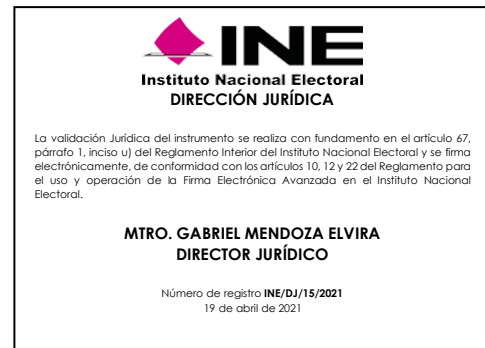 INE
Instituto Nacional Electoral
DIRECCIÓN JURÍDICA
La validación Jurídica del instrumento se realiza con fundamento en el artículo 67,
párrafo 1, inciso u) del Reglamento Interior del Instituto Nacional Electoral y se firma
electrónicamente, de conformidad con los artículos 10, 12 y 22 del Reglamento para
el uso y operación de la Firma Electrónica Avanzada en el Instituto Nacional
Electoral.
MTRO. GABRIEL MENDOZA ELVIRA
DIRECTOR JURÍDICO
Número de registro INE/DJ/15/2021
19 de abril de 2021